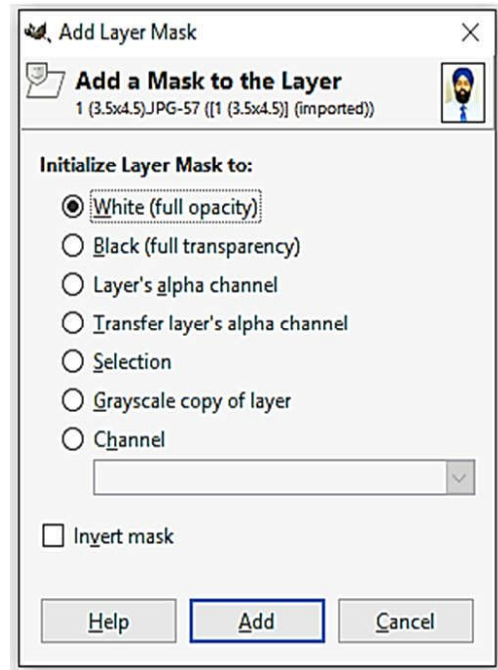 Add Layer Mask
Add a Mask to the Layer
1 (3.5x4.5).JPG-57 ([1 (3.5x4.5)] (imported))
Initialize Layer Mask to:
White (full opacity)
Black (full transparency)
Layer's alpha channel
Transfer layer's alpha channel
Selection
Grayscale copy of layer
Channel
Invert mask
Help Add Cancel